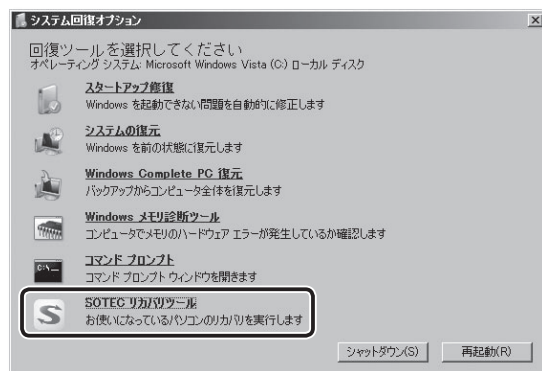 システム回復オプション
回復ツールを選択してください
オペレーティング システム: Microsoft Windows Vista (C:) ローカル ディスク
スタートアップ修復
Windows を起動できない問題を自動的に修正します
システムの復元
Windows を前の状態に復元します
Windows Complete PC 復元
バックアップからコンピュータ全体を復元します
Windows メモリ診断ツール
コンピュータでメモリのハードウェア エラーが発生しているか確認します
C:\_
コマンド プロンプト
コマンド プロンプト ウィンドウを開きます
S
SOTEC リカバリツール
お使いになっているパソコンのリカバリを実行します
シャットダウン(S)
再起動(R)